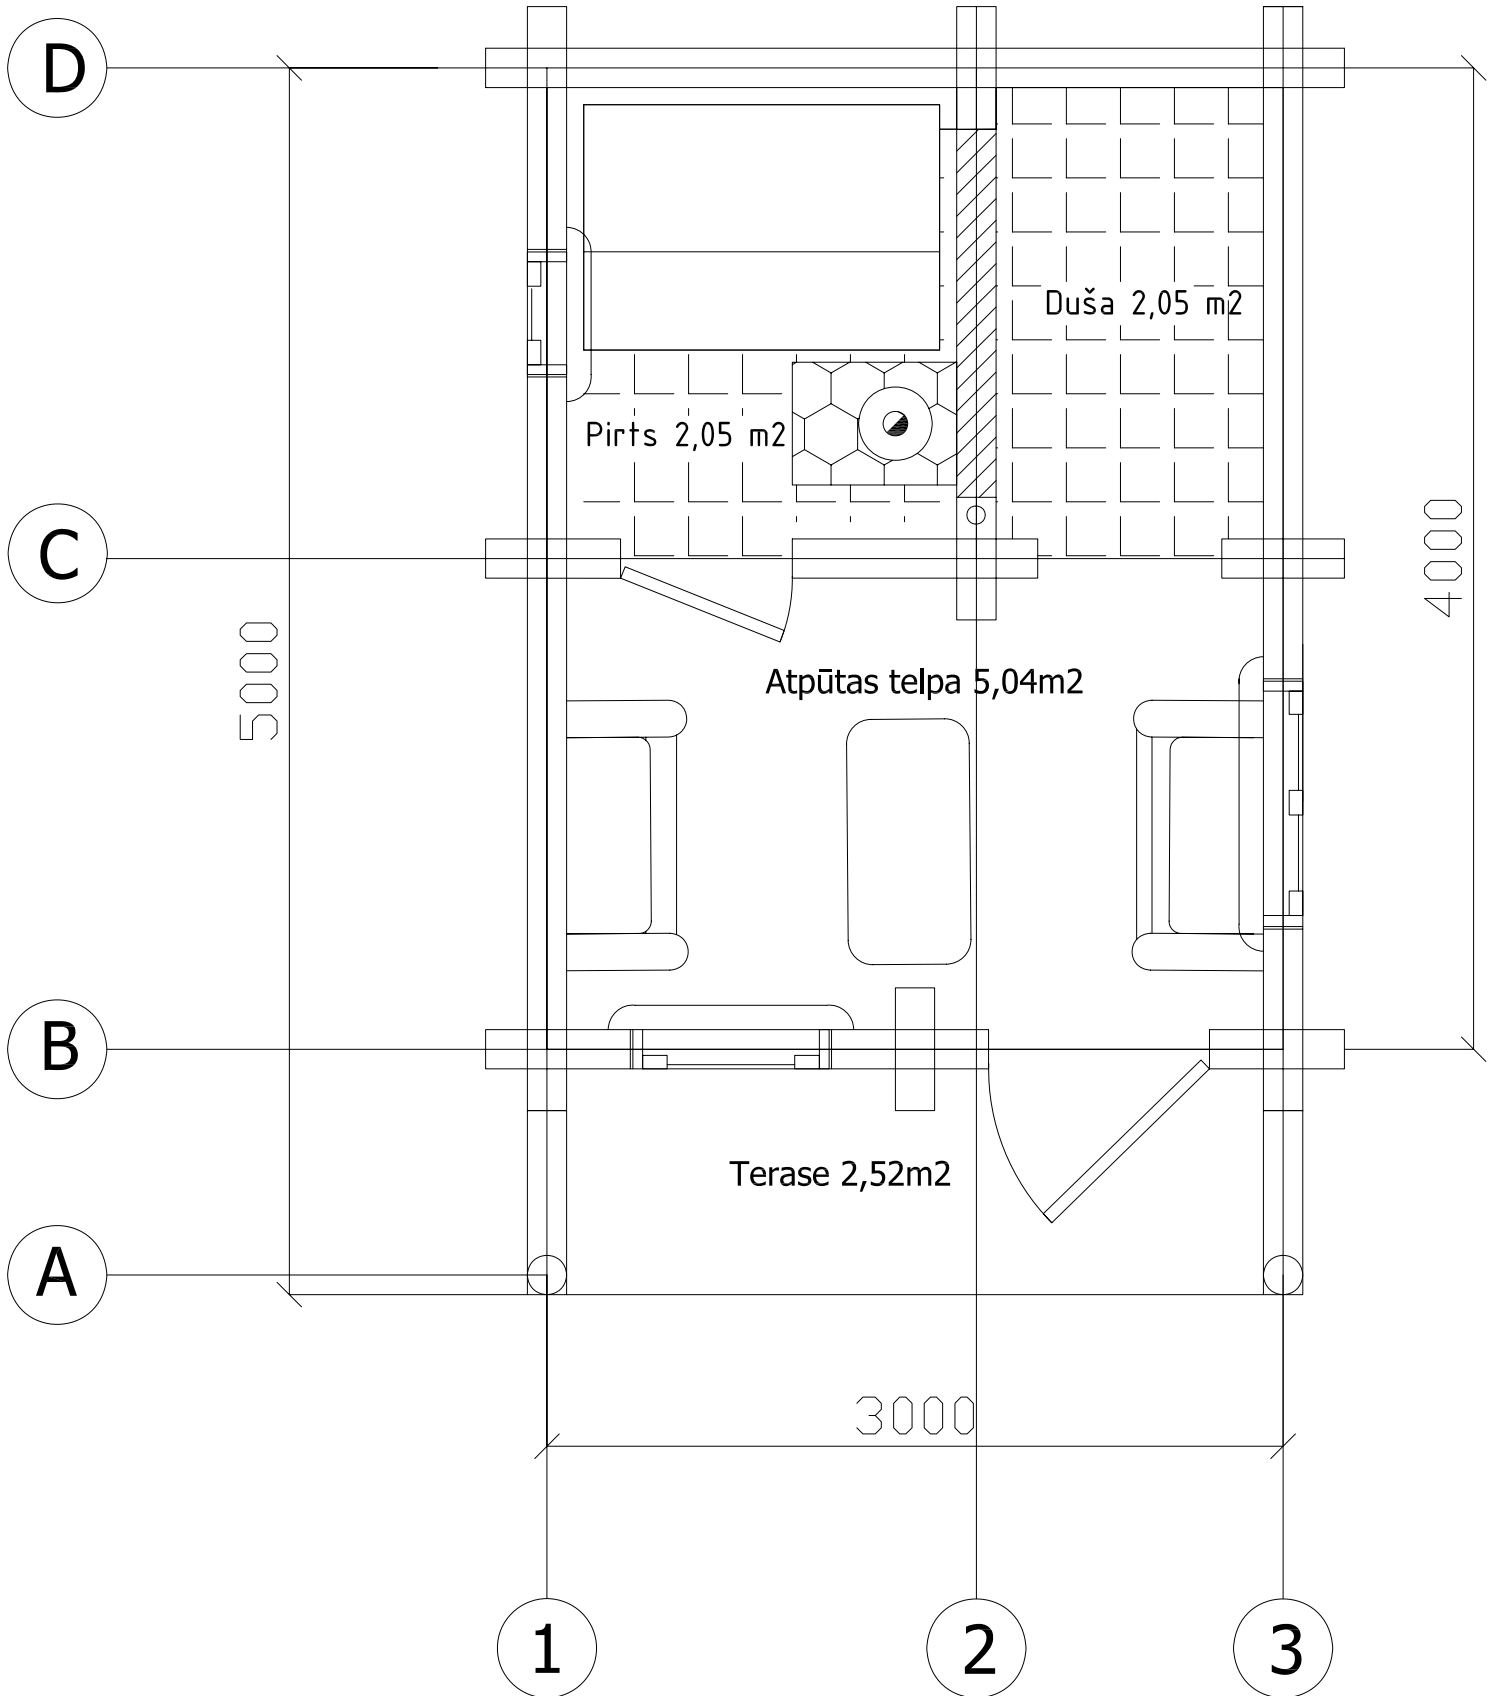 D
Duša 2,05 m2
Pirts 2,05 m2
C
4000
5000
Atpūtas telpa 5,04m2
B
Terase 2,52m2
A
3000
1
2
3